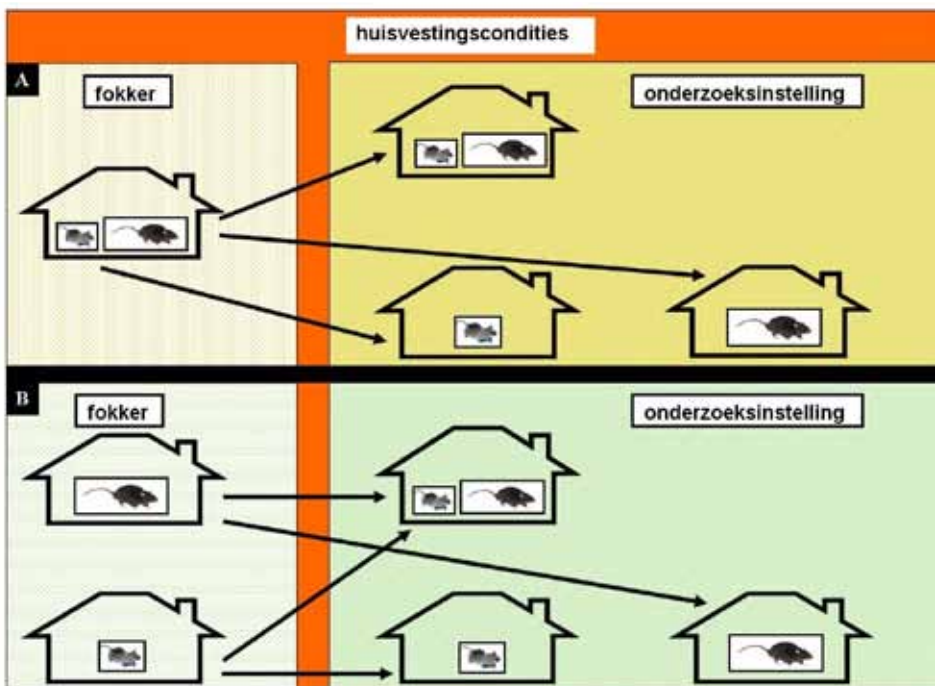 huisvestingscondities
A
fokker
onderzoeksinstelling
B
fokker
onderzoeksinstelling